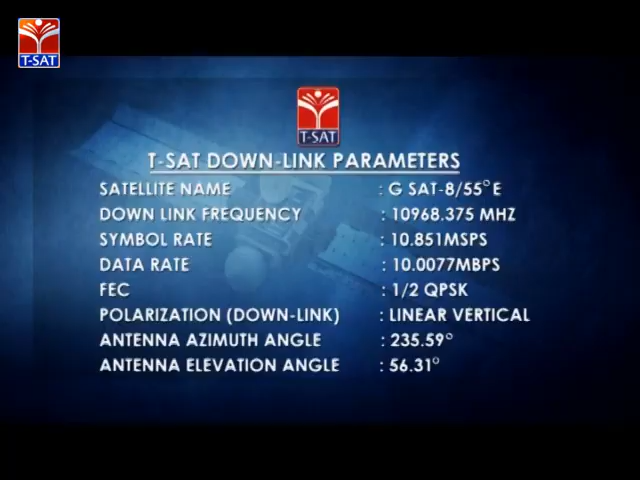 T-SAT
T-SAT
T-SAT DOWN-LINK PARAMETERS
SATELLITE NAME : G SAT-8/55° E
DOWN LINK FREQUENCY : 10968.375 MHZ
SYMBOL RATE : 10.851MSPS
DATA RATE : 10.0077MBPS
FEC : 1/2 QPSK
POLARIZATION (DOWN-LINK) : LINEAR VERTICAL
ANTENNA AZIMUTH ANGLE : 235.59°
ANTENNA ELEVATION ANGLE : 56.31°